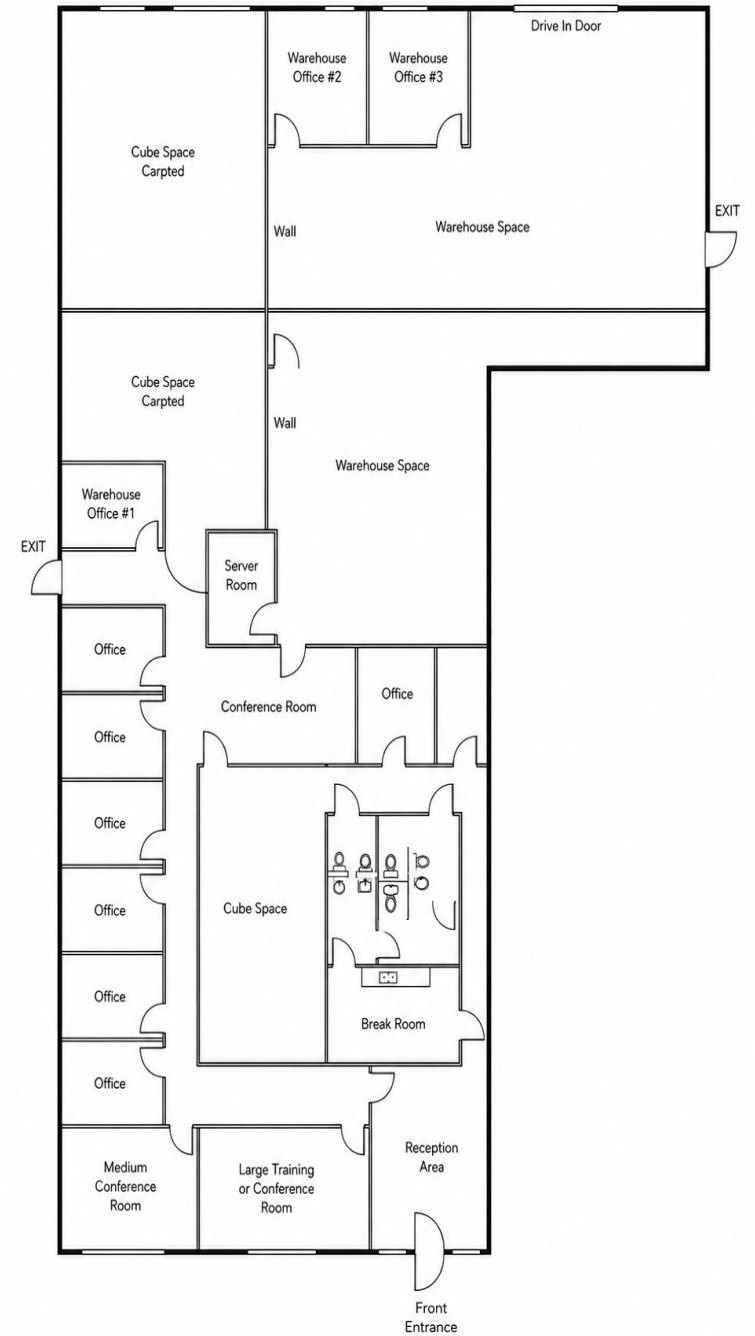 Drive In Door
Warehouse
Office #2
Warehouse
Office #3
Cube Space
Carpted
EXIT
Wall
Warehouse Space
Cube Space
Carpted
Wall
Warehouse Space
Warehouse
Office #1
EXIT
Server
Room
Office
Office
Conference Room
Office
Office
Office
Cube Space
Office
Break Room
Office
Medium
Conference
Room
Large Training
or Conference
Room
Reception
Area
Front
Entrance